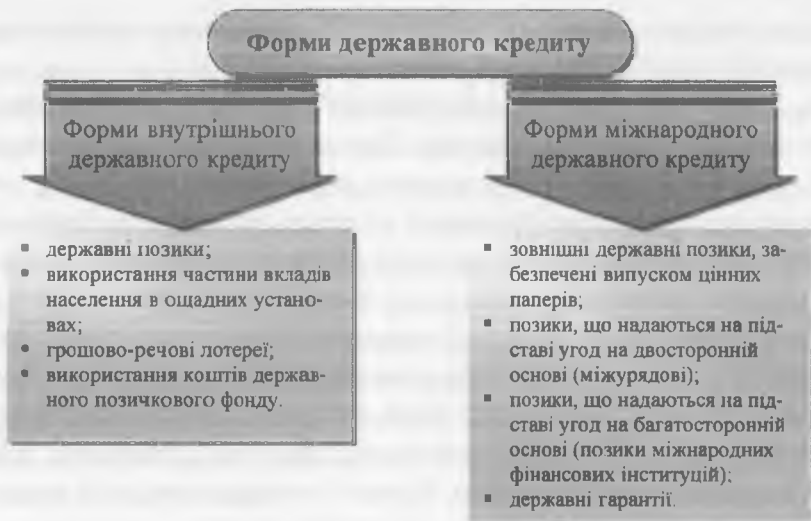 Форми державного кредиту
Форми внутрішнього
державного кредиту
▪ державні позики;
▪ використання частини вкладів
населення в ощадних устано-
вах;
• грошово-речові лотереї;
• використання коштів держав-
ного позичкового фонду.
Форми міжнародного
державного кредиту
▪ зовнішні державні позики, за-
безпечені випуском цінних
паперів;
▪ позики, що надаються на під-
ставі угод на двосторонній
основі (міжурядові);
▪ позики, що надаються на під-
ставі угод на багатосторонній
основі (позики міжнародних
фінансових інституцій);
▪ державні гарантії.